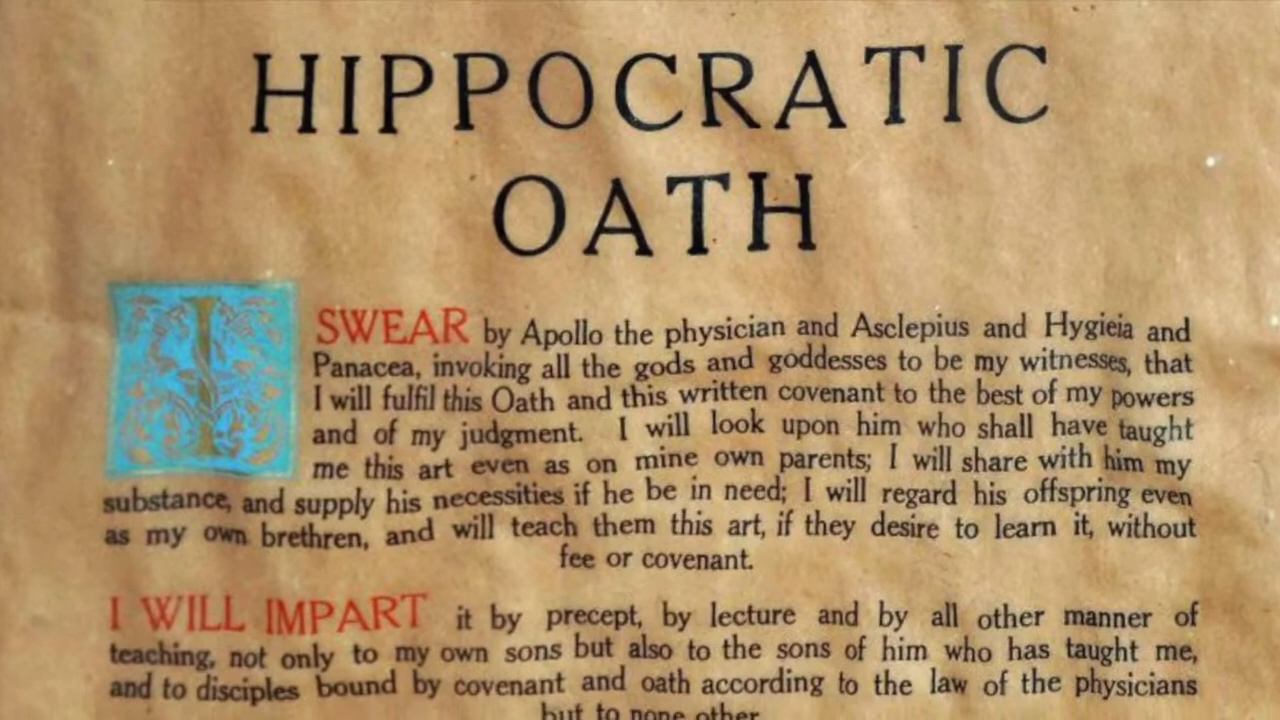 HIPPOCRATIC
OATH
I SWEAR by Apollo the physician and Asclepius and Hygieia and
Panacea, invoking all the gods and goddesses to be my witnesses, that
I will fulfil this Oath and this written covenant to the best of my powers
and of my judgment. I will look upon him who shall have taught
me this art even as on mine own parents; I will share with him my
substance, and supply his necessities if he be in need; I will regard his offspring even
as my own brethren, and will teach them this art, if they desire to learn it, without
fee or covenant.
I WILL IMPART it by precept, by lecture and by all other manner of
teaching, not only to my own sons but also to the sons of him who has taught me,
and to disciples bound by covenant and oath according to the law of the physicians
but to none other.